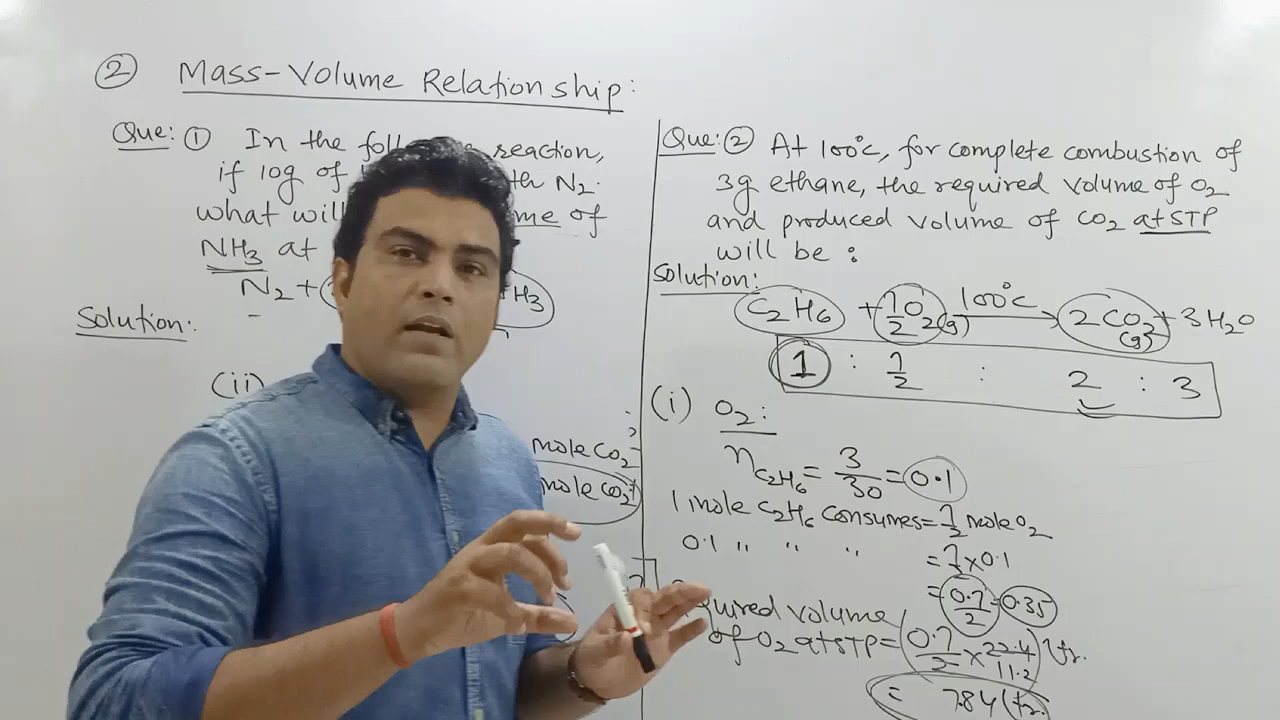 ② Mass-Volume Relationship:
Que: ① In the reaction,
if 10g of N₂.
what will of
NH₃ at
N₂ + H₃
Solution:
(ii)
mole CO₂
mole CO₂
Que: ② At 100°C, for complete combustion of
3g ethane, the required volume of O₂
and produced volume of CO₂ at STP
will be :
Solution:
C₂H₆ + 7/2 O₂(g) 100°C → 2CO₂(g) + 3H₂O
1 : 7/2 : 2 : 3
(i) O₂:
nC₂H₆ = 3/30 = 0.1
1 mole C₂H₆ consumes = 7/2 mole O₂
0.1 " " " = 7/2 × 0.1
= 0.7/2 = 0.35
volume
of O₂ at STP = (0.7/2 × 22.4 11.2) ltr.
= 7.84 ltr.